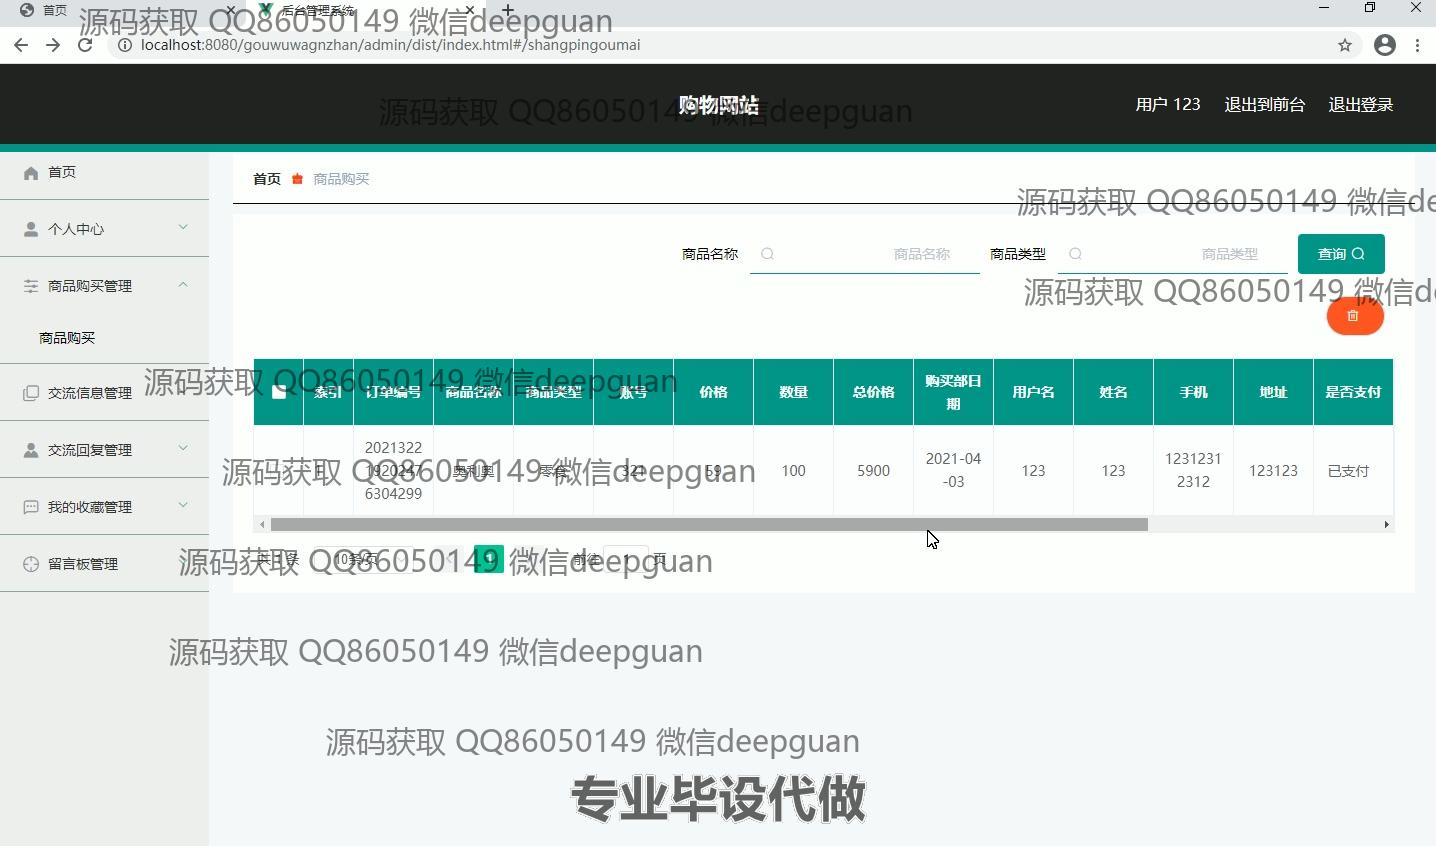 首页
后台管理系统
源码获取 QQ86050149 微信deepguan
localhost:8080/gouwuwagnzhan/admin/dist/index.html#/shangpingoumai
购物网站
用户 123
退出到前台
退出登录
源码获取 QQ86050149 微信deepguan
首页
个人中心
商品购买管理
商品购买
交流信息管理
交流回复管理
我的收藏管理
留言板管理
首页
商品购买
源码获取 QQ86050149 微信de
商品名称
商品名称
商品类型
商品类型
查询
源码获取 QQ86050149 微信de
索引 订单编号 商品名称 商品类型 账号 价格 数量 总价格 购买部日期 用户名 姓名 手机 地址 是否支付
源码获取 QQ86050149 微信deepguan
2021322
1920247
6304299
奥利奥
零食
321
59
100
5900
2021-04
-03
123
123
1231231
2312
123123
已支付
源码获取 QQ86050149 微信deepguan
共 1 条
10条/页
1
前往
1
页
源码获取 QQ86050149 微信deepguan
源码获取 QQ86050149 微信deepguan
源码获取 QQ86050149 微信deepguan
专业毕设代做